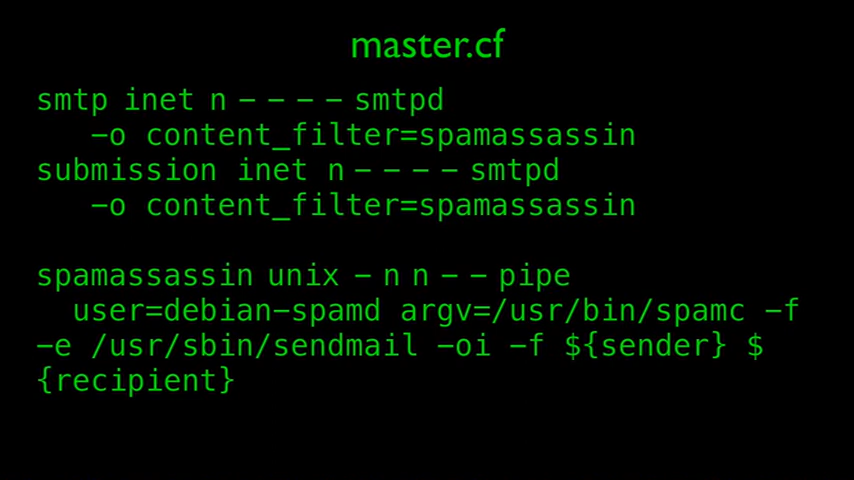 master.cf
smtp inet n - - - - smtpd
-o content_filter=spamassassin
submission inet n - - - - smtpd
-o content_filter=spamassassin
spamassassin unix - n n - - pipe
user=debian-spamd argv=/usr/bin/spamc -f
-e /usr/sbin/sendmail -oi -f ${sender} $
{recipient}